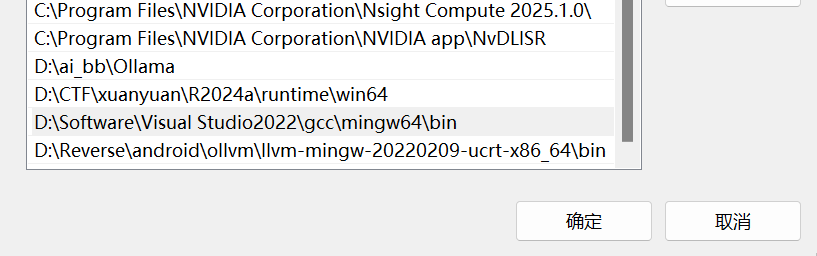 C:\Program Files\NVIDIA Corporation\Nsight Compute 2025.1.0\
C:\Program Files\NVIDIA Corporation\NVIDIA app\NvDLISR
D:\ai_bb\Ollama
D:\CTF\xuanyuan\R2024a\runtime\win64
D:\Software\Visual Studio2022\gcc\mingw64\bin
D:\Reverse\android\ollvm\llvm-mingw-20220209-ucrt-x86_64\bin
确定
取消